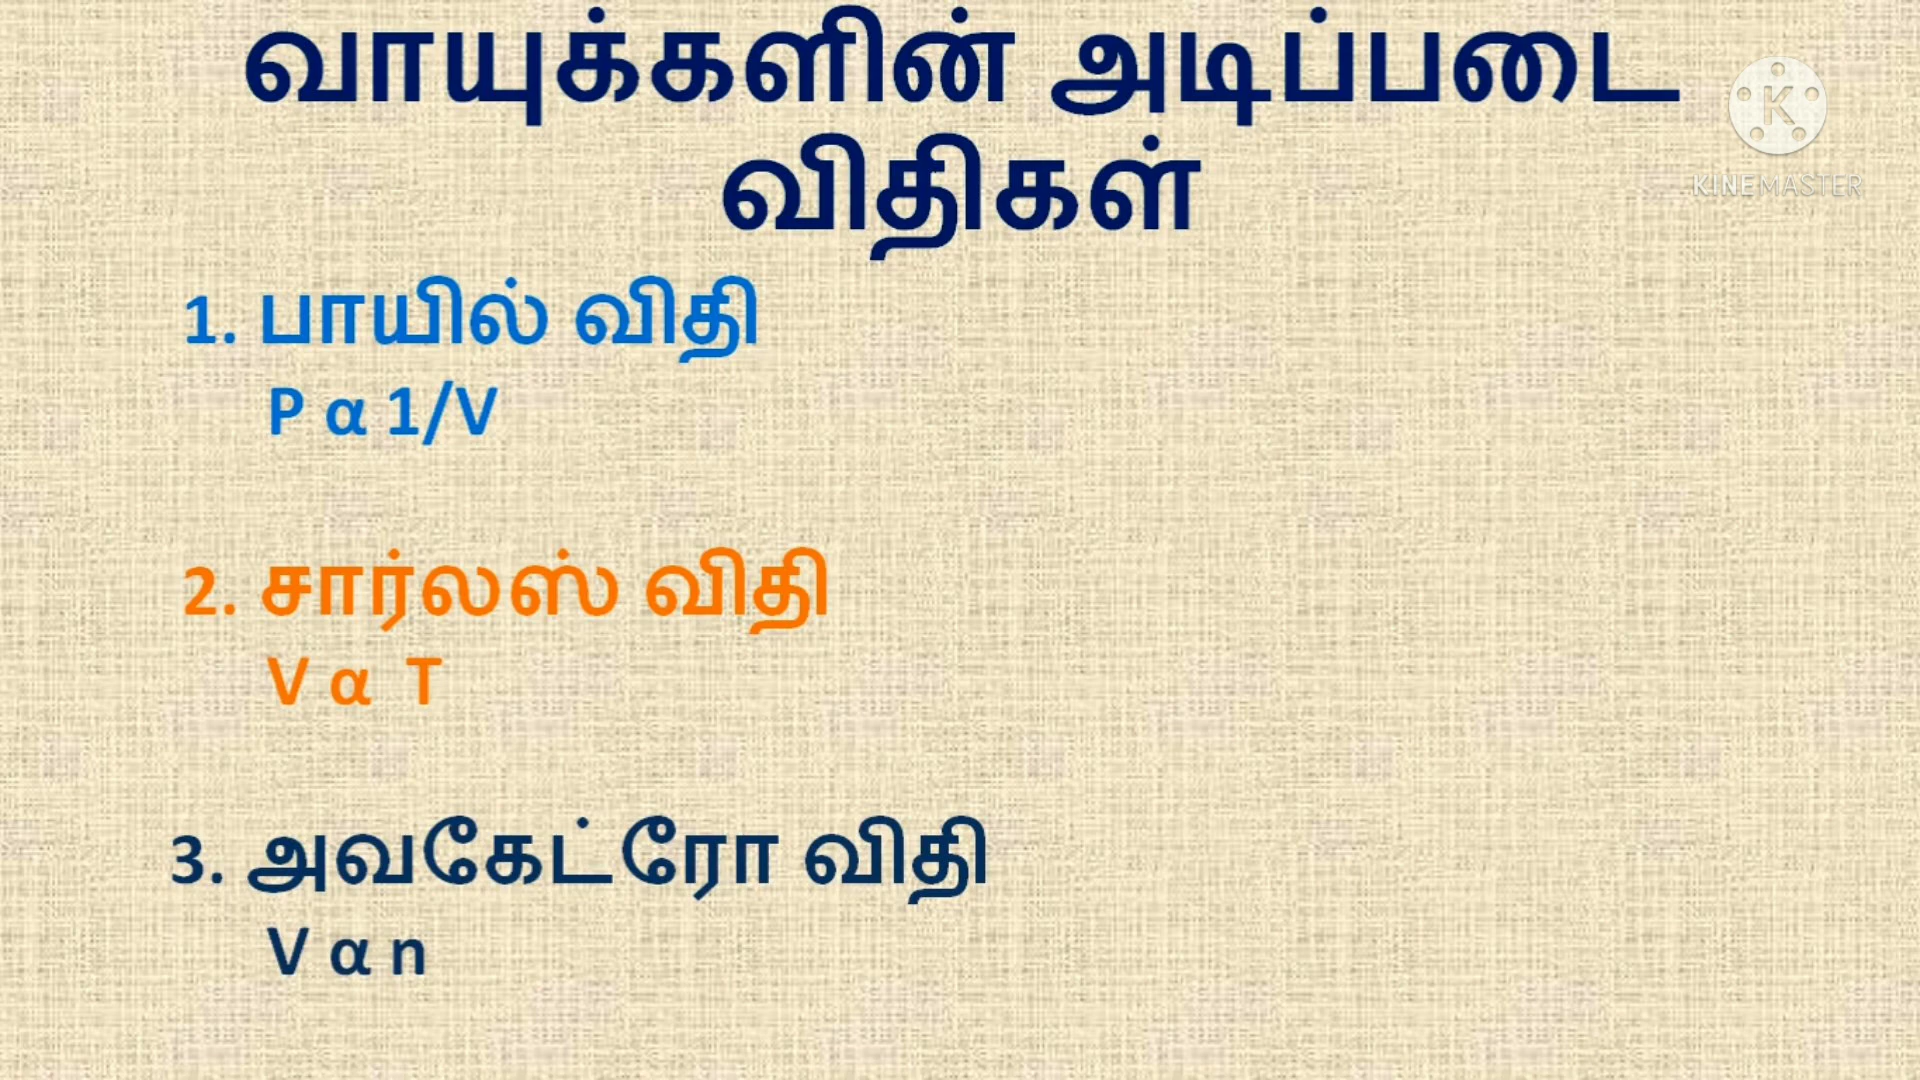 வாயுக்களின் அடிப்படை
விதிகள்
K
KINEMASTER
1. பாயில் விதி
P α 1/V
2. சார்லஸ் விதி
V α T
3. அவகேட்ரோ விதி
V α n